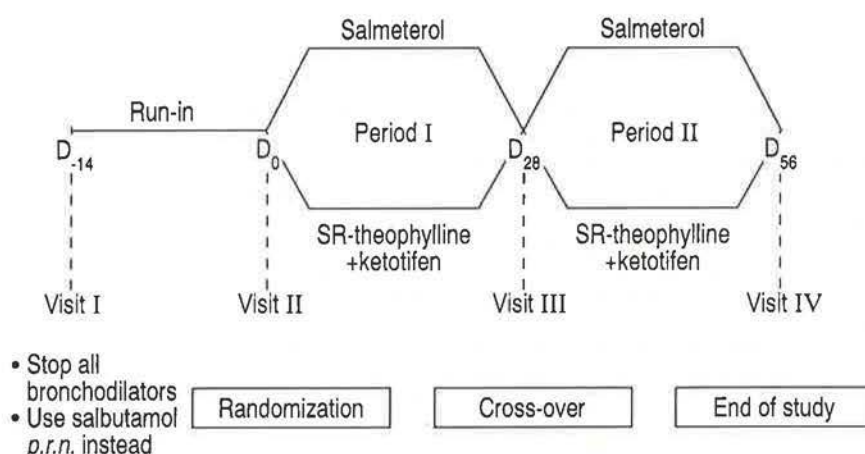 Salmeterol
Salmeterol
Run-in
Period I
Period II
D-14
D0
D28
D56
SR-theophylline
+ketotifen
SR-theophylline
+ketotifen
Visit I
Visit II
Visit III
Visit IV
• Stop all
bronchodilators
• Use salbutamol
p.r.n. instead
Randomization
Cross-over
End of study